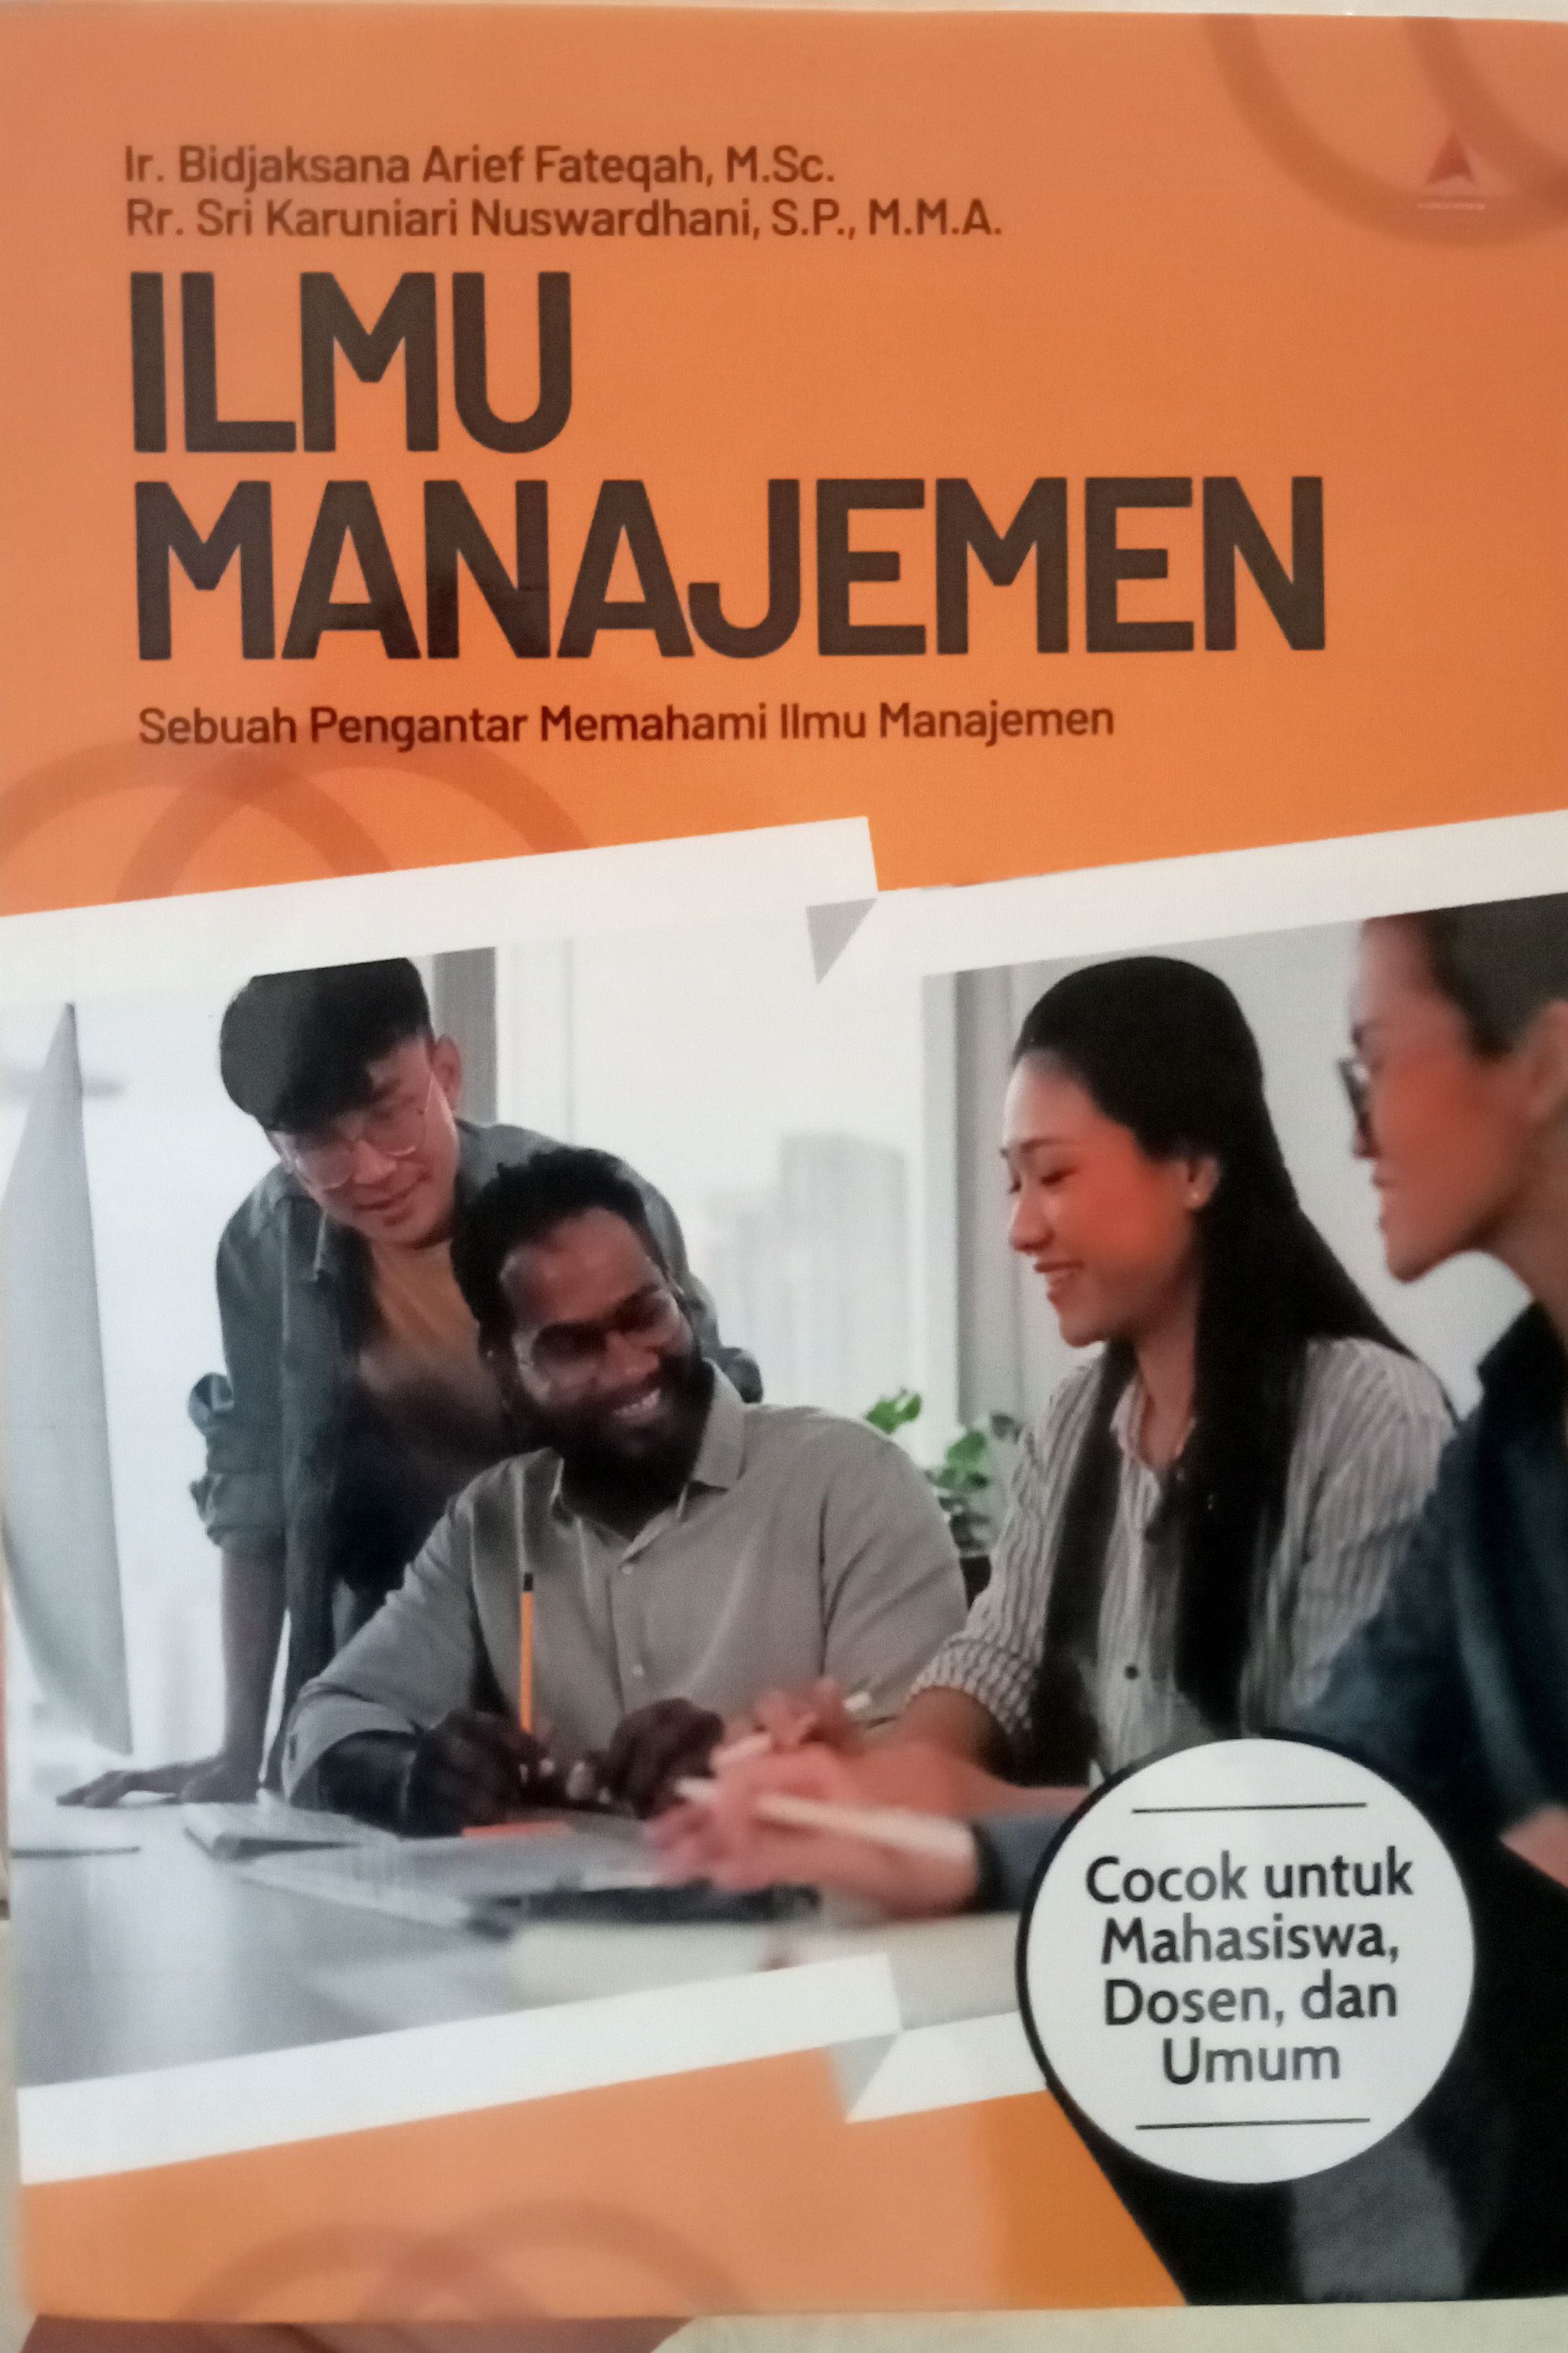 Ir. Bidjaksana Arief Fateqah, M.Sc.
Rr. Sri Karuniari Nuswardhani, S.P., M.M.A.
ILMU
MANAJEMEN
Sebuah Pengantar Memahami Ilmu Manajemen
Cocok untuk
Mahasiswa,
Dosen, dan
Umum